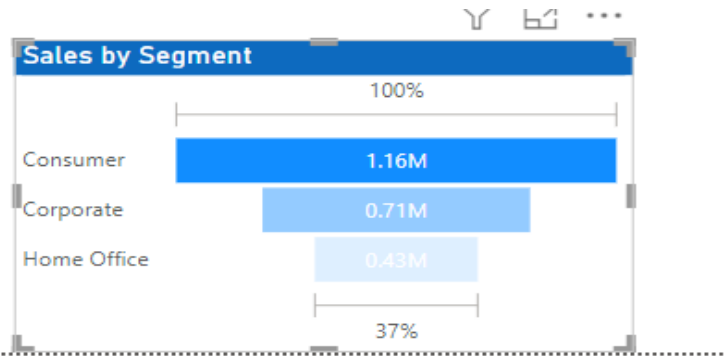 Sales by Segment
100%
Consumer 1.16M
Corporate 0.71M
Home Office 0.43M
37%